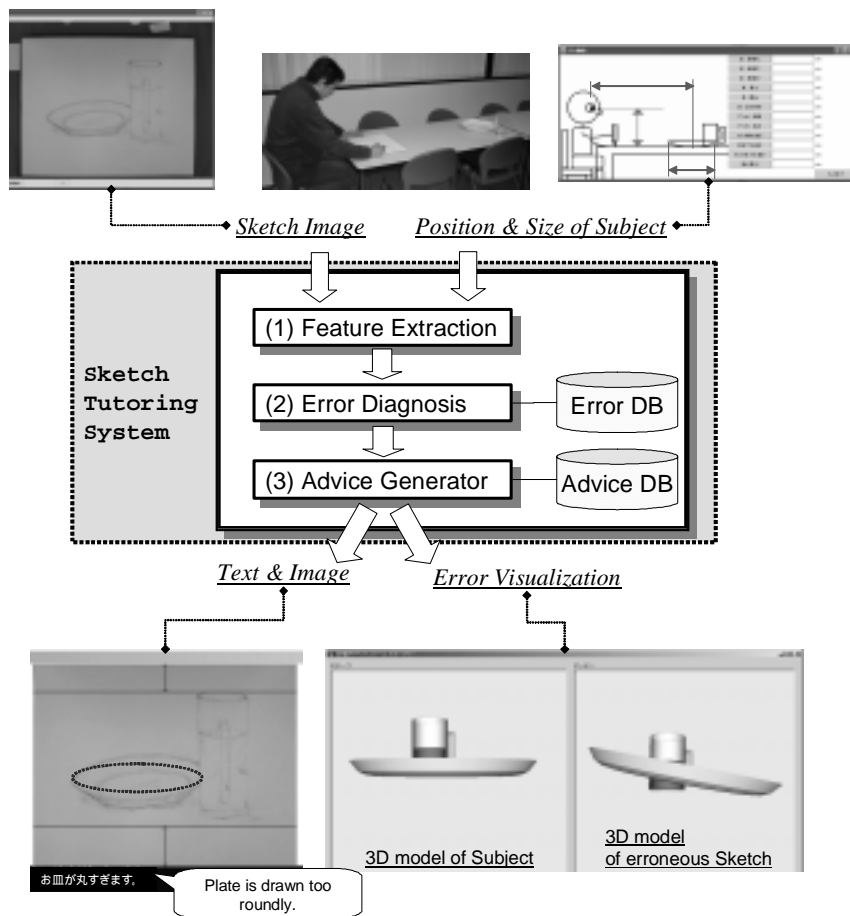 Sketch Image
Position & Size of Subject
Sketch
Tutoring
System
(1) Feature Extraction
(2) Error Diagnosis
Error DB
(3) Advice Generator
Advice DB
Text & Image
Error Visualization
3D model of Subject
3D model
of erroneous Sketch
お皿が丸すぎます。
Plate is drawn too
roundly.